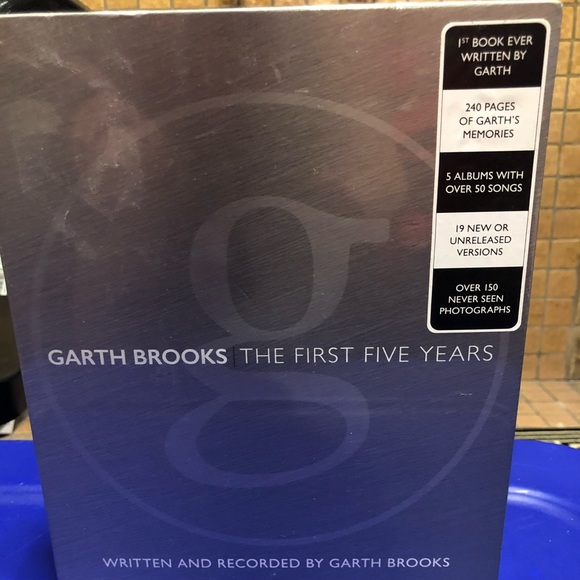 1ST BOOK EVER
WRITTEN BY
GARTH
240 PAGES
OF GARTH'S
MEMORIES
5 ALBUMS WITH
OVER 50 SONGS
19 NEW OR
UNRELEASED
VERSIONS
OVER 150
NEVER SEEN
PHOTOGRAPHS
g
GARTH BROOKS | THE FIRST FIVE YEARS
WRITTEN AND RECORDED BY GARTH BROOKS